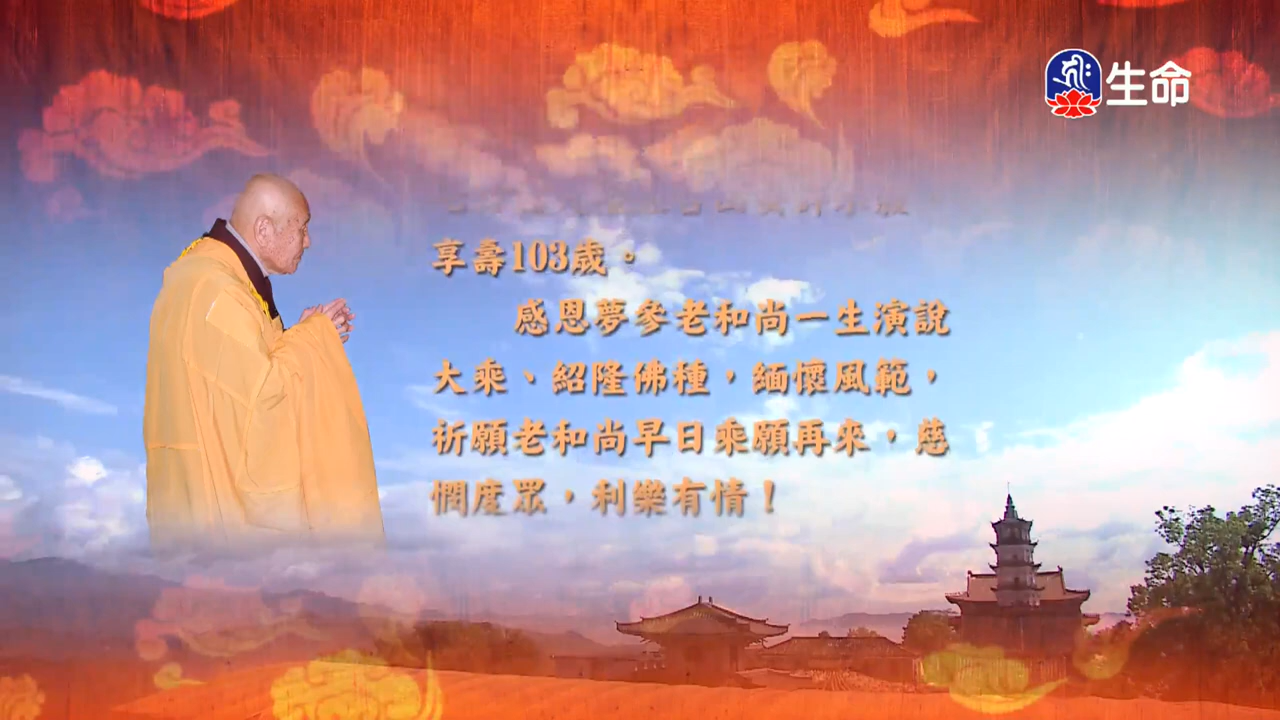 生命
享壽103歲。
感恩夢參老和尚一生演說
大乘、紹隆佛種，緬懷風範，
祈願老和尚早日乘願再來，慈
憫度眾，利樂有情！